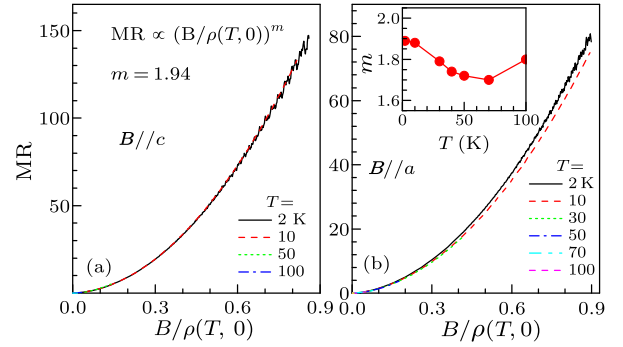 MR ∝ (B/ρ(T, 0))^m
m = 1.94
B//c
T=
2 K
10
50
100
(a)
150
100
50
0
MR
0.0
0.3
0.6
0.9
B/ρ(T, 0)
2.0
1.8
1.6
m
0
50
100
T (K)
B//a
T=
2 K
10
30
50
70
100
(b)
80
60
40
20
0
0.0
0.3
0.6
0.9
B/ρ(T, 0)